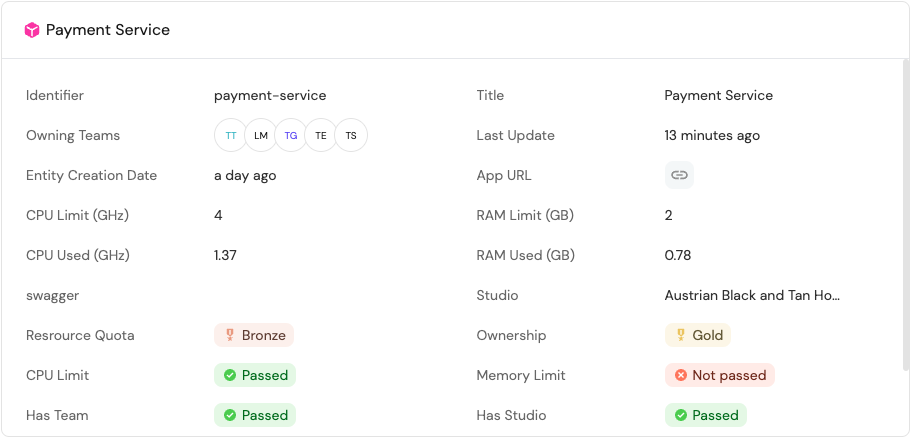 Payment Service
Identifier payment-service Title Payment Service
Owning Teams TT LM TG TE TS Last Update 13 minutes ago
Entity Creation Date a day ago App URL
CPU Limit (GHz) 4 RAM Limit (GB) 2
CPU Used (GHz) 1.37 RAM Used (GB) 0.78
swagger Studio Austrian Black and Tan Ho...
Resrource Quota Bronze Ownership Gold
CPU Limit Passed Memory Limit Not passed
Has Team Passed Has Studio Passed